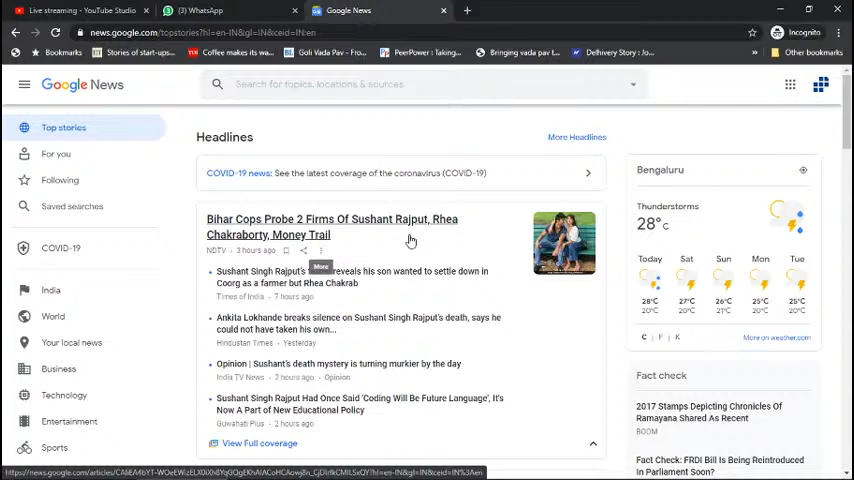 Live streaming - YouTube Studio
(3) WhatsApp
Google News
news.google.com/topstories?hl=en-IN&gl=IN&ceid=IN:en
Incognito
Bookmarks
Stories of start-ups...
Coffee makes its wa...
Goli Vada Pav - Fro...
PeerPower : Taking...
Bringing vada pav t...
Delhivery Story : Jo...
Other bookmarks
Google News
Search for topics, locations & sources
Top stories
For you
Following
Saved searches
COVID-19
India
World
Your local news
Business
Technology
Entertainment
Sports
Headlines
More Headlines
COVID-19 news: See the latest coverage of the coronavirus (COVID-19)
Bihar Cops Probe 2 Firms Of Sushant Rajput, Rhea
Chakraborty, Money Trail
NDTV • 3 hours ago
More
Sushant Singh Rajput's reveals his son wanted to settle down in
Coorg as a farmer but Rhea Chakrab
Times of India • 7 hours ago
Ankita Lokhande breaks silence on Sushant Singh Rajput's death, says he
could not have taken his own...
Hindustan Times • Yesterday
Opinion | Sushant's death mystery is turning murkier by the day
India TV News • 2 hours ago • Opinion
Sushant Singh Rajput Had Once Said 'Coding Will Be Future Language', It's
Now A Part of New Educational Policy
Guwahati Plus • 2 hours ago
View Full coverage
Bengaluru
Thunderstorms
28°C
Today Sat Sun Mon Tue
28°C 27°C 26°C 25°C 25°C
20°C 20°C 21°C 20°C 20°C
C | F | K
More on weather.com
Fact check
2017 Stamps Depicting Chronicles Of
Ramayana Shared As Recent
BOOM
Fact Check: FRDI Bill Is Being Reintroduced
In Parliament Soon?